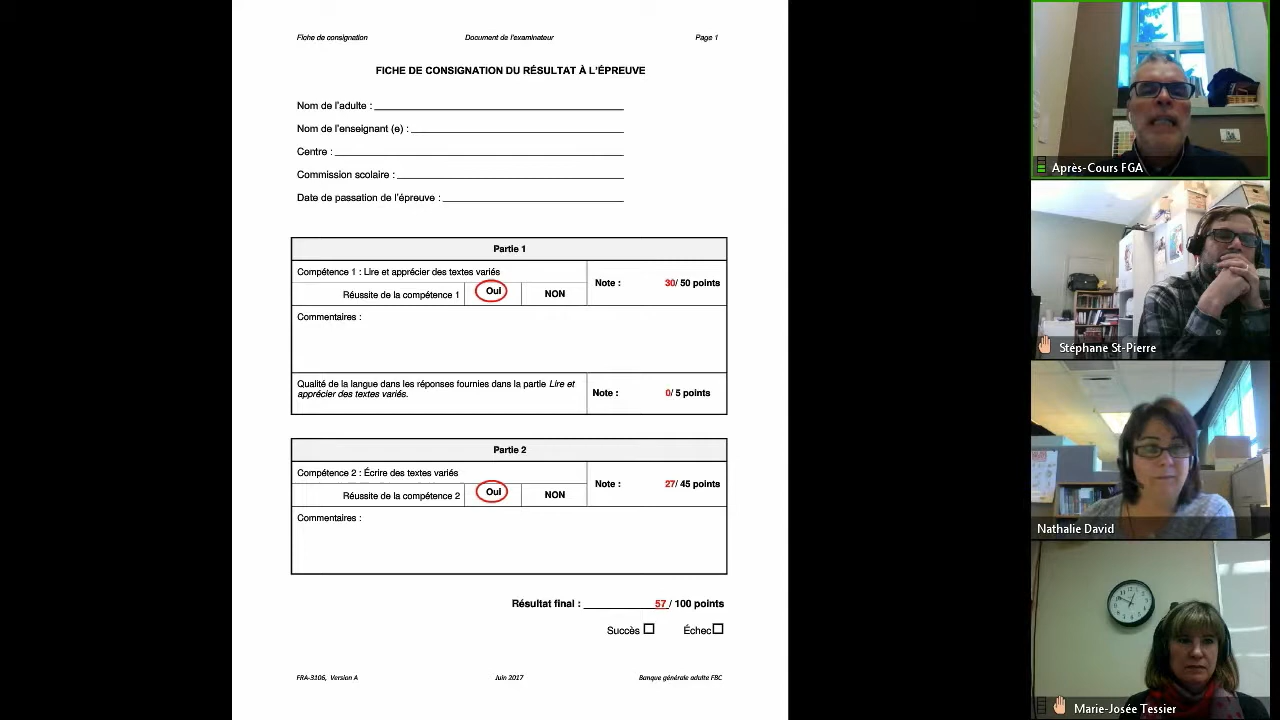 Fiche de consignation Document de l'examinateur Page 1
FICHE DE CONSIGNATION DU RÉSULTAT À L'ÉPREUVE
Nom de l'adulte :
Nom de l'enseignant (e) :
Centre :
Commission scolaire :
Date de passation de l'épreuve :
Partie 1
Compétence 1 : Lire et apprécier des textes variés
Note : 30/ 50 points
Réussite de la compétence 1 Oui NON
Commentaires :
Qualité de la langue dans les réponses fournies dans la partie Lire et
apprécier des textes variés.
Note : 0/ 5 points
Partie 2
Compétence 2 : Écrire des textes variés
Note : 27/ 45 points
Réussite de la compétence 2 Oui NON
Commentaires :
Résultat final : 57 / 100 points
Succès Échec
FRA-3106, Version A Juin 2017 Banque générale adulte FBC
Après-Cours FGA
Stéphane St-Pierre
Nathalie David
Marie-Josée Tessier